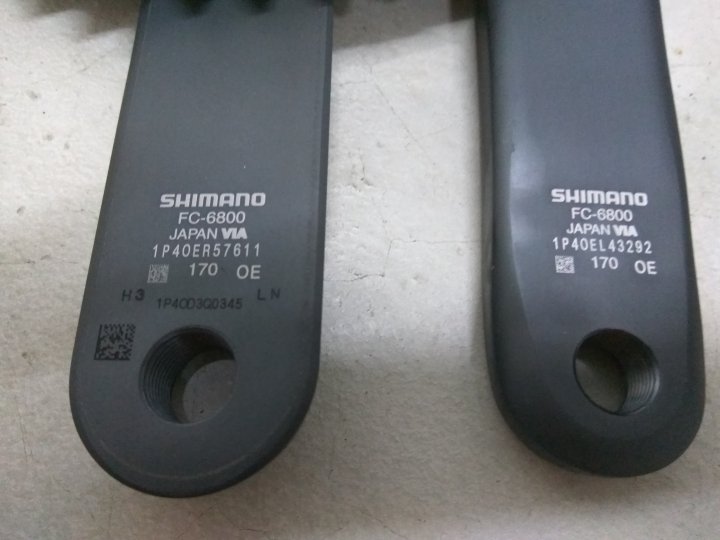 SHIMANO
FC-6800
JAPAN VIA
1P40ER57611
170 OE
H3 1P40D3Q0345 LN
SHIMANO
FC-6800
JAPAN VIA
1P40EL43292
170 OE